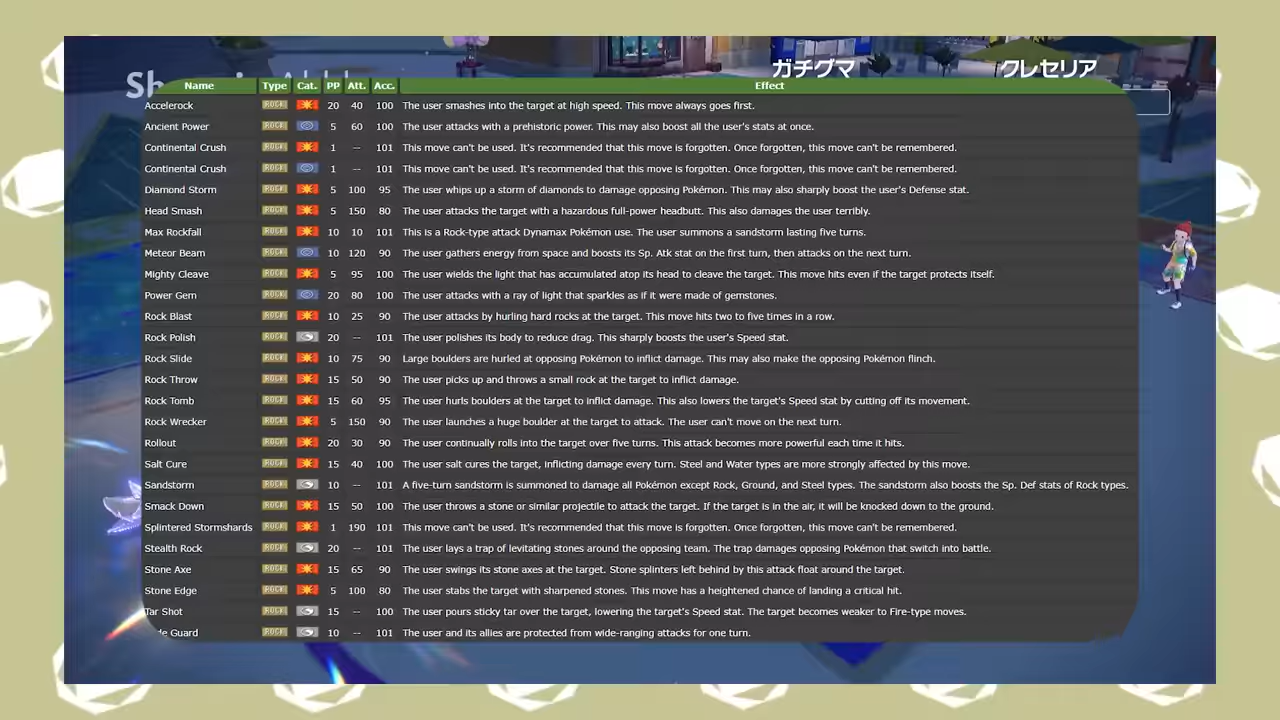 ガチグマ
クレセリア
Name Type Cat. PP Att. Acc. Effect
Accelerock ROCK 20 40 100 The user smashes into the target at high speed. This move always goes first.
Ancient Power ROCK 5 60 100 The user attacks with a prehistoric power. This may also boost all the user's stats at once.
Continental Crush ROCK 1 -- 101 This move can't be used. It's recommended that this move is forgotten. Once forgotten, this move can't be remembered.
Continental Crush ROCK 1 -- 101 This move can't be used. It's recommended that this move is forgotten. Once forgotten, this move can't be remembered.
Diamond Storm ROCK 5 100 95 The user whips up a storm of diamonds to damage opposing Pokémon. This may also sharply boost the user's Defense stat.
Head Smash ROCK 5 150 80 The user attacks the target with a hazardous full-power headbutt. This also damages the user terribly.
Max Rockfall ROCK 10 10 101 This is a Rock-type attack Dynamax Pokémon use. The user summons a sandstorm lasting five turns.
Meteor Beam ROCK 10 120 90 The user gathers energy from space and boosts its Sp. Atk stat on the first turn, then attacks on the next turn.
Mighty Cleave ROCK 5 95 100 The user wields the light that has accumulated atop its head to cleave the target. This move hits even if the target protects itself.
Power Gem ROCK 20 80 100 The user attacks with a ray of light that sparkles as if it were made of gemstones.
Rock Blast ROCK 10 25 90 The user attacks by hurling hard rocks at the target. This move hits two to five times in a row.
Rock Polish ROCK 20 -- 101 The user polishes its body to reduce drag. This sharply boosts the user's Speed stat.
Rock Slide ROCK 10 75 90 Large boulders are hurled at opposing Pokémon to inflict damage. This may also make the opposing Pokémon flinch.
Rock Throw ROCK 15 50 90 The user picks up and throws a small rock at the target to inflict damage.
Rock Tomb ROCK 15 60 95 The user hurls boulders at the target to inflict damage. This also lowers the target's Speed stat by cutting off its movement.
Rock Wrecker ROCK 5 150 90 The user launches a huge boulder at the target to attack. The user can't move on the next turn.
Rollout ROCK 20 30 90 The user continually rolls into the target over five turns. This attack becomes more powerful each time it hits.
Salt Cure ROCK 15 40 100 The user salt cures the target, inflicting damage every turn. Steel and Water types are more strongly affected by this move.
Sandstorm ROCK 10 -- 101 A five-turn sandstorm is summoned to damage all Pokémon except Rock, Ground, and Steel types. The sandstorm also boosts the Sp. Def stats of Rock types.
Smack Down ROCK 15 50 100 The user throws a stone or similar projectile to attack the target. If the target is in the air, it will be knocked down to the ground.
Splintered Stormshards ROCK 1 190 101 This move can't be used. It's recommended that this move is forgotten. Once forgotten, this move can't be remembered.
Stealth Rock ROCK 20 -- 101 The user lays a trap of levitating stones around the opposing team. The trap damages opposing Pokémon that switch into battle.
Stone Axe ROCK 15 65 90 The user swings its stone axes at the target. Stone splinters left behind by this attack float around the target.
Stone Edge ROCK 5 100 80 The user stabs the target with sharpened stones. This move has a heightened chance of landing a critical hit.
Tar Shot ROCK 15 -- 100 The user pours sticky tar over the target, lowering the target's Speed stat. The target becomes weaker to Fire-type moves.
Guard ROCK 10 -- 101 The user and its allies are protected from wide-ranging attacks for one turn.